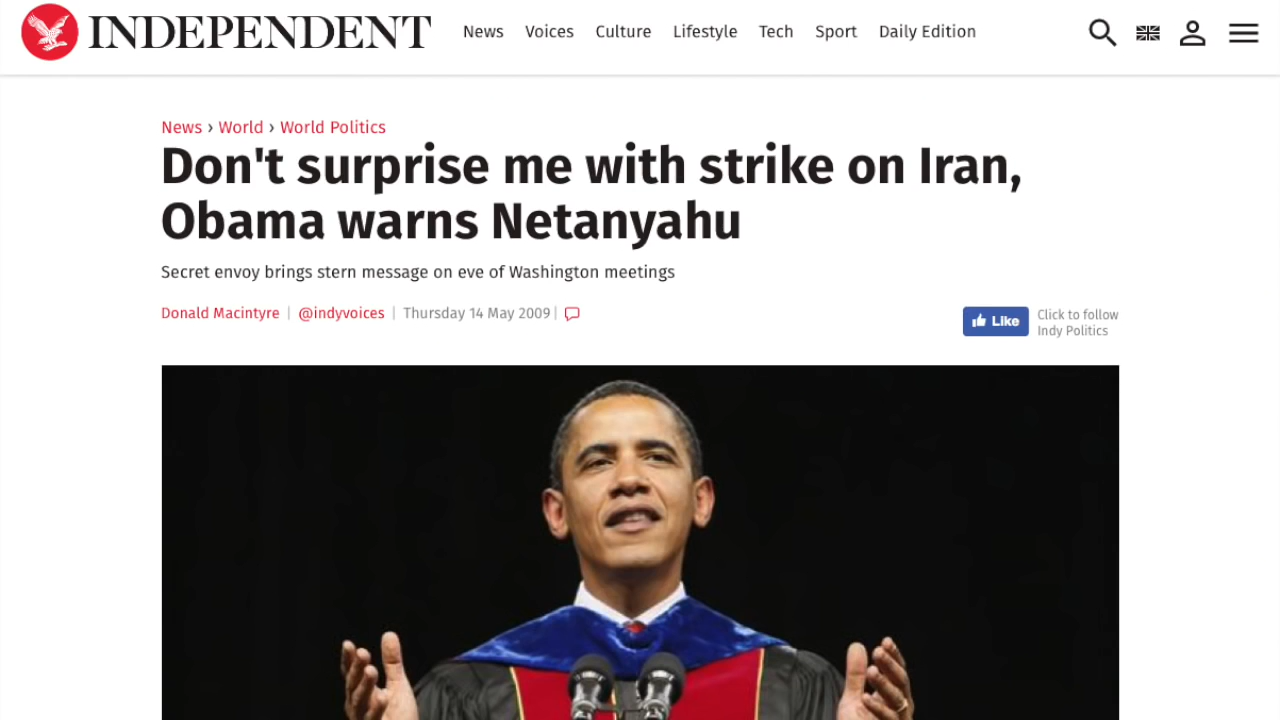 INDEPENDENT News Voices Culture Lifestyle Tech Sport Daily Edition
News › World › World Politics
Don't surprise me with strike on Iran,
Obama warns Netanyahu
Secret envoy brings stern message on eve of Washington meetings
Donald Macintyre | @indyvoices | Thursday 14 May 2009 |
Like
Click to follow
Indy Politics